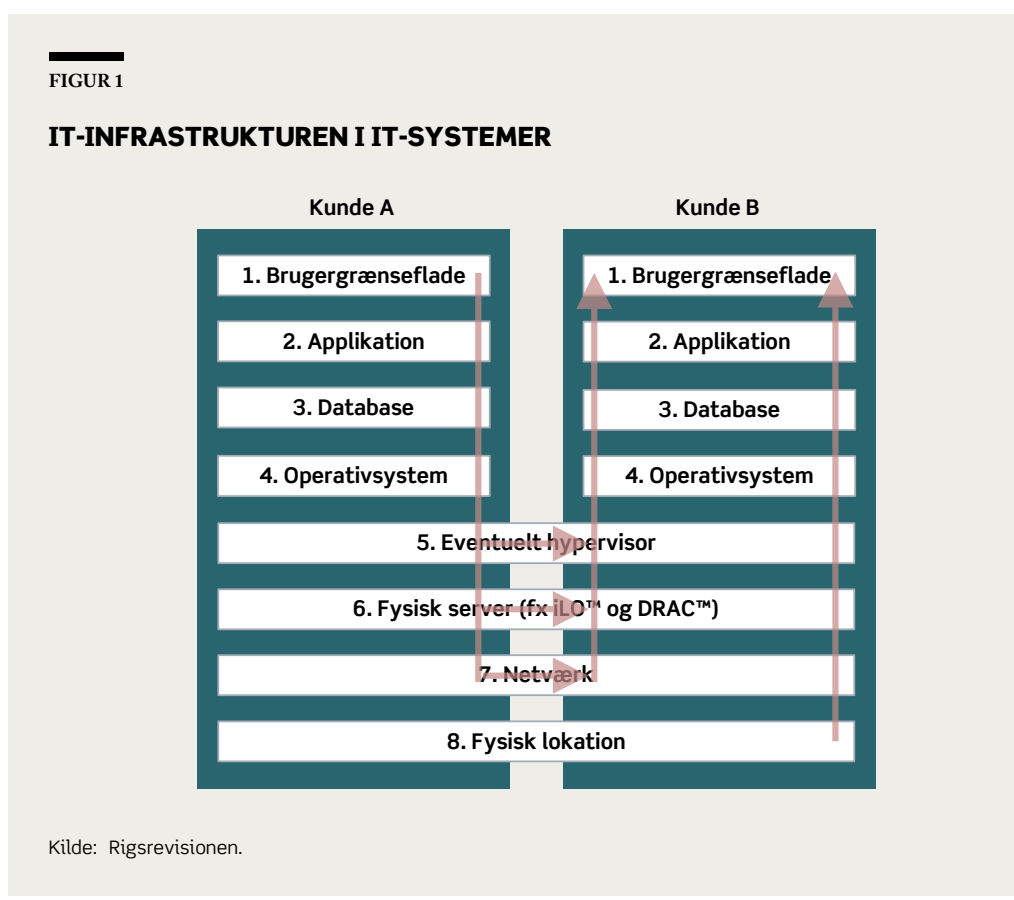 FIGUR 1
IT-INFRASTRUKTUREN I IT-SYSTEMER
Kunde A
Kunde B
1. Brugergrænseflade
1. Brugergrænseflade
2. Applikation
2. Applikation
3. Database
3. Database
4. Operativsystem
4. Operativsystem
5. Eventuelt hypervisor
6. Fysisk server (fx iLO™ og DRAC™)
7. Netværk
8. Fysisk lokation
Kilde: Rigsrevisionen.